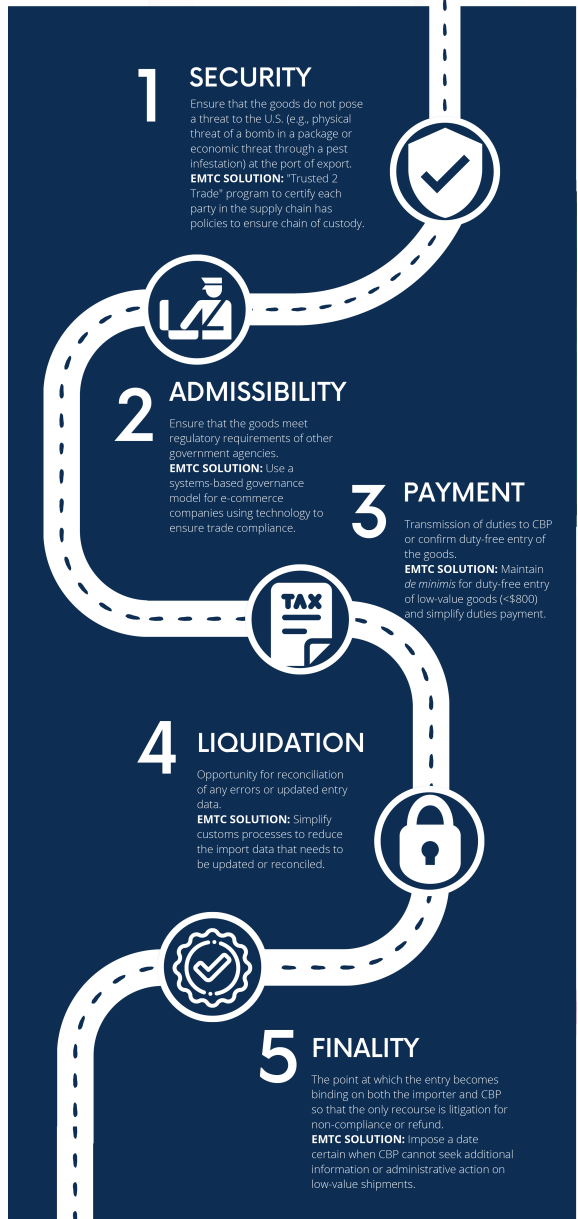 1
SECURITY
Ensure that the goods do not pose
a threat to the U.S. (e.g., physical
threat of a bomb in a package or
economic threat through a pest
infestation) at the port of export.
EMTC SOLUTION: "Trusted 2
Trade" program to certify each
party in the supply chain has
policies to ensure chain of custody.
2
ADMISSIBILITY
Ensure that the goods meet
regulatory requirements of other
government agencies.
EMTC SOLUTION: Use a
systems-based governance
model for e-commerce
companies using technology to
ensure trade compliance.
3
PAYMENT
Transmission of duties to CBP
or confirm duty-free entry of
the goods.
EMTC SOLUTION: Maintain
de minimis for duty-free entry
of low-value goods (<$800)
and simplify duties payment.
TAX
4
LIQUIDATION
Opportunity for reconciliation
of any errors or updated entry
data.
EMTC SOLUTION: Simplify
customs processes to reduce
the import data that needs to
be updated or reconciled.
5
FINALITY
The point at which the entry becomes
binding on both the importer and CBP
so that the only recourse is litigation for
non-compliance or refund.
EMTC SOLUTION: Impose a date
certain when CBP cannot seek additional
information or administrative action on
low-value shipments.